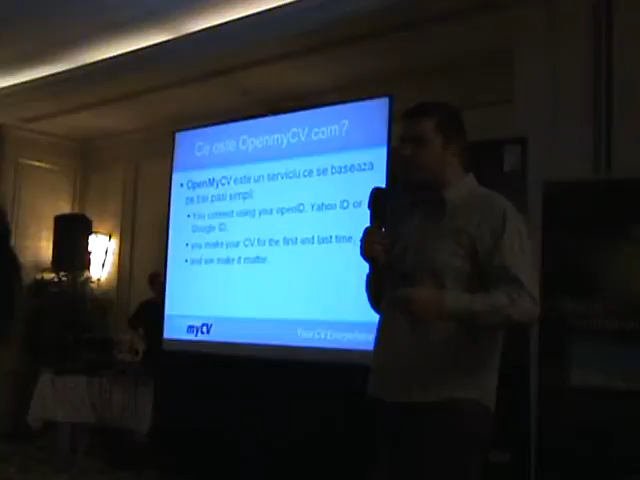 Ce este OpenmyCV.com?
• OpenMyCV este un serviciu ce se bazeaza
pe trei pasi simpli:
• You connect using your openID, Yahoo ID or
Google ID.
• you make your CV for the first and last time,
• and we make it matter.
myCV
Your CV Everywhere